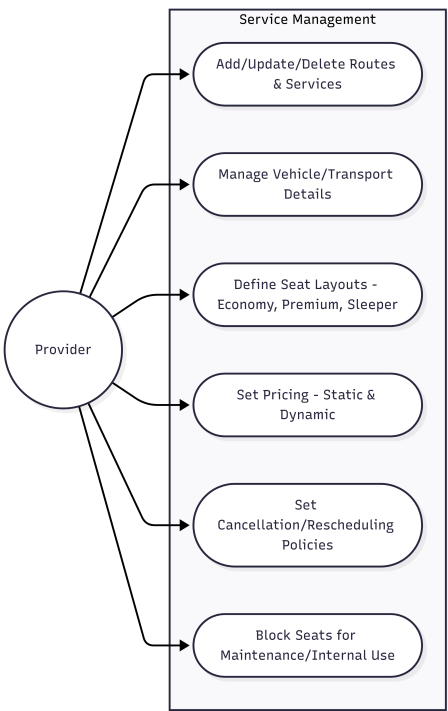 Service Management
Add/Update/Delete Routes
& Services
Manage Vehicle/Transport
Details
Define Seat Layouts -
Economy, Premium, Sleeper
Provider
Set Pricing - Static &
Dynamic
Set
Cancellation/Rescheduling
Policies
Block Seats for
Maintenance/Internal Use